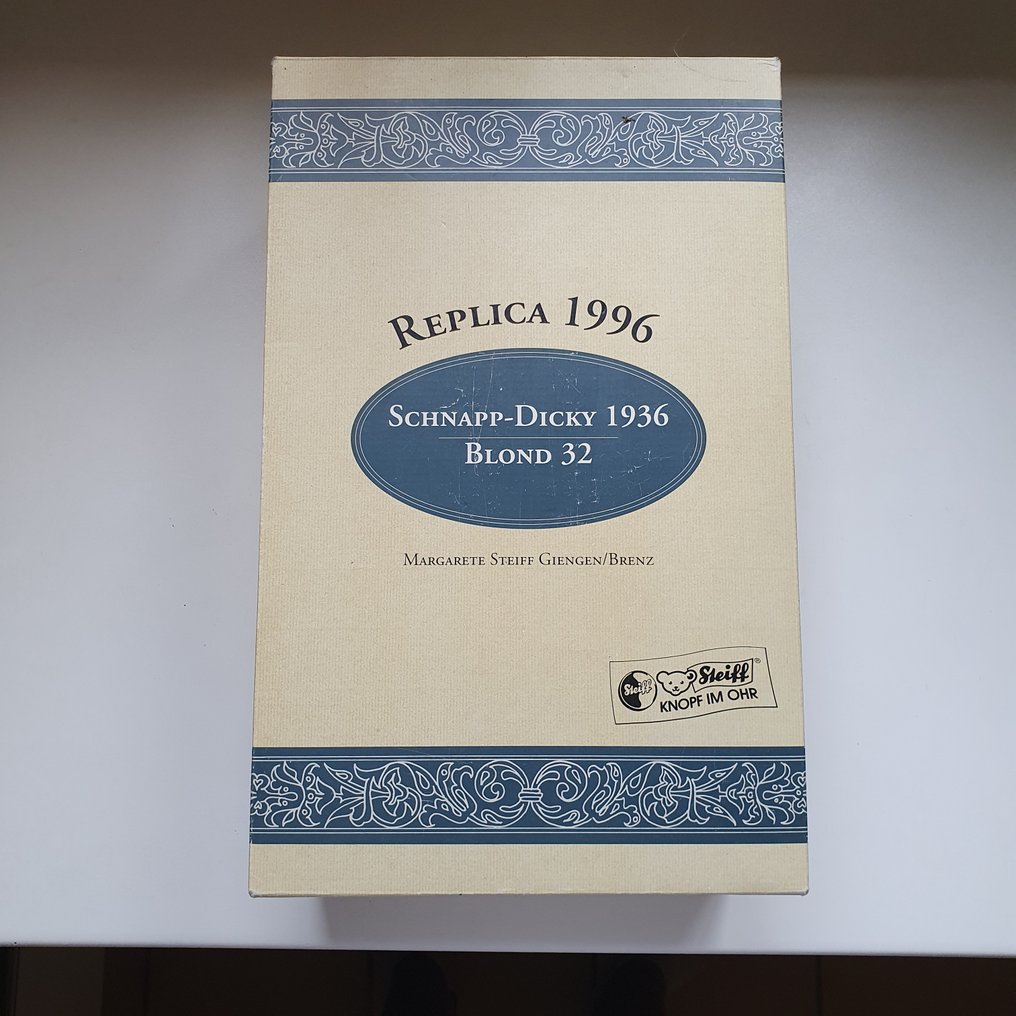 Replica 1996
Schnapp-Dicky 1936
Blond 32
Margarete Steiff Giengen/Brenz
Steiff
Steiff®
KNOPF IM OHR